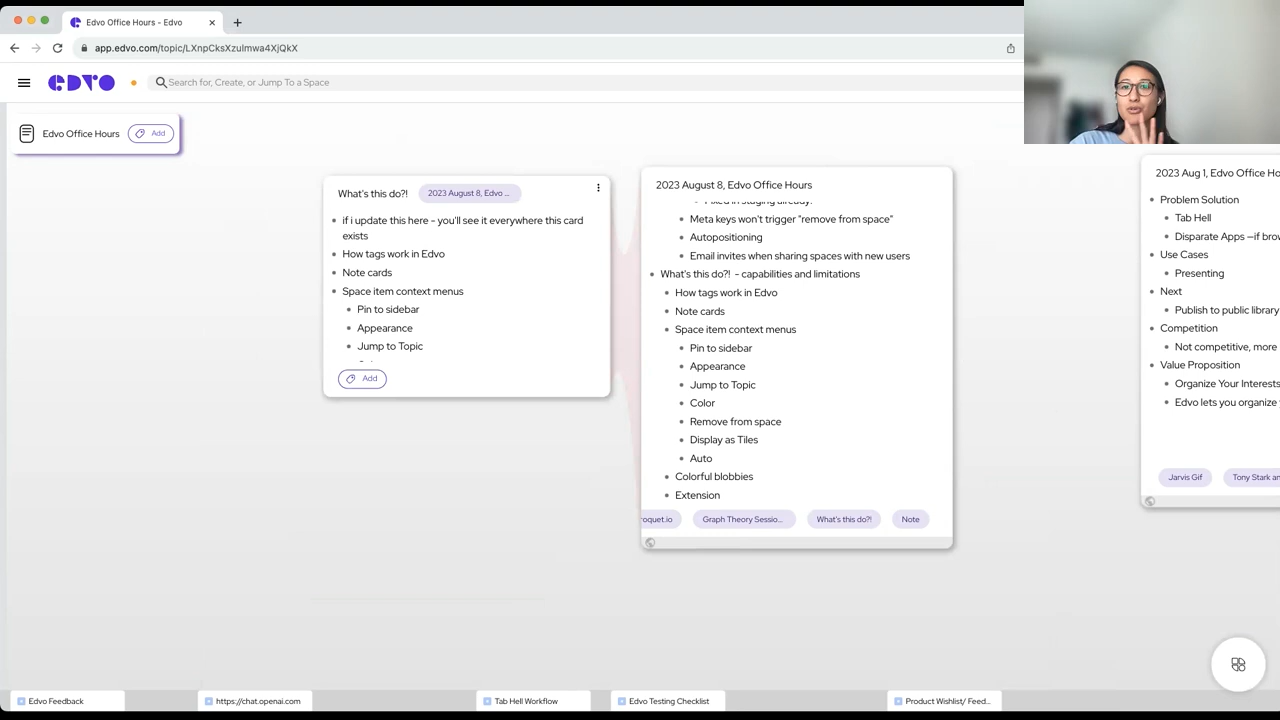 Edvo Office Hours - Edvo
app.edvo.com/topic/LXnpCksXzuImwa4XjQkX
EDVO
Search for, Create, or Jump To a Space
Edvo Office Hours
Add
What's this do?!
2023 August 8, Edvo ...
if i update this here - you'll see it everywhere this card
exists
How tags work in Edvo
Note cards
Space item context menus
Pin to sidebar
Appearance
Jump to Topic
Add
2023 August 8, Edvo Office Hours
Fixed in staging already!
Meta keys won't trigger "remove from space"
Autopositioning
Email invites when sharing spaces with new users
What's this do?! - capabilities and limitations
How tags work in Edvo
Note cards
Space item context menus
Pin to sidebar
Appearance
Jump to Topic
Color
Remove from space
Display as Tiles
Auto
Colorful blobbies
Extension
roquet.io
Graph Theory Sessio...
What's this do?!
Note
2023 Aug 1, Edvo Office Ho
Problem Solution
Tab Hell
Disparate Apps —if bro
Use Cases
Presenting
Next
Publish to public library
Competition
Not competitive, more
Value Proposition
Organize Your Interests
Edvo lets you organize
Jarvis Gif
Tony Stark an
Edvo Feedback
https://chat.openai.com
Tab Hell Workflow
Edvo Testing Checklist
Product Wishlist/ Feed...